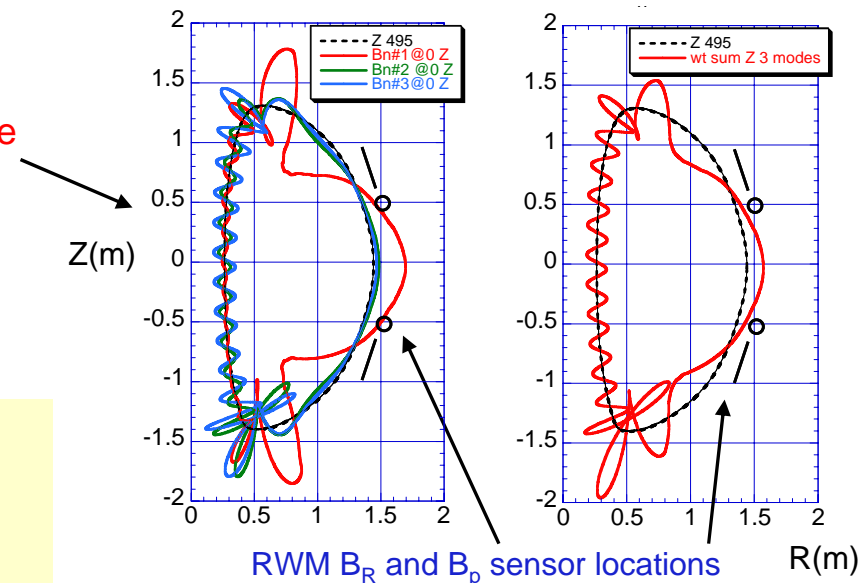 e
Z(m)
2
1.5
1
0.5
0
-0.5
-1
-1.5
-2
0 0.5 1 1.5 2
Z 495
Bn#1@0 Z
Bn#2 @0 Z
Bn#3@0 Z
2
1.5
1
0.5
0
-0.5
-1
-1.5
-2
0 0.5 1 1.5 2
Z 495
wt sum Z 3 modes
R(m)
RWM B_R and B_p sensor locations